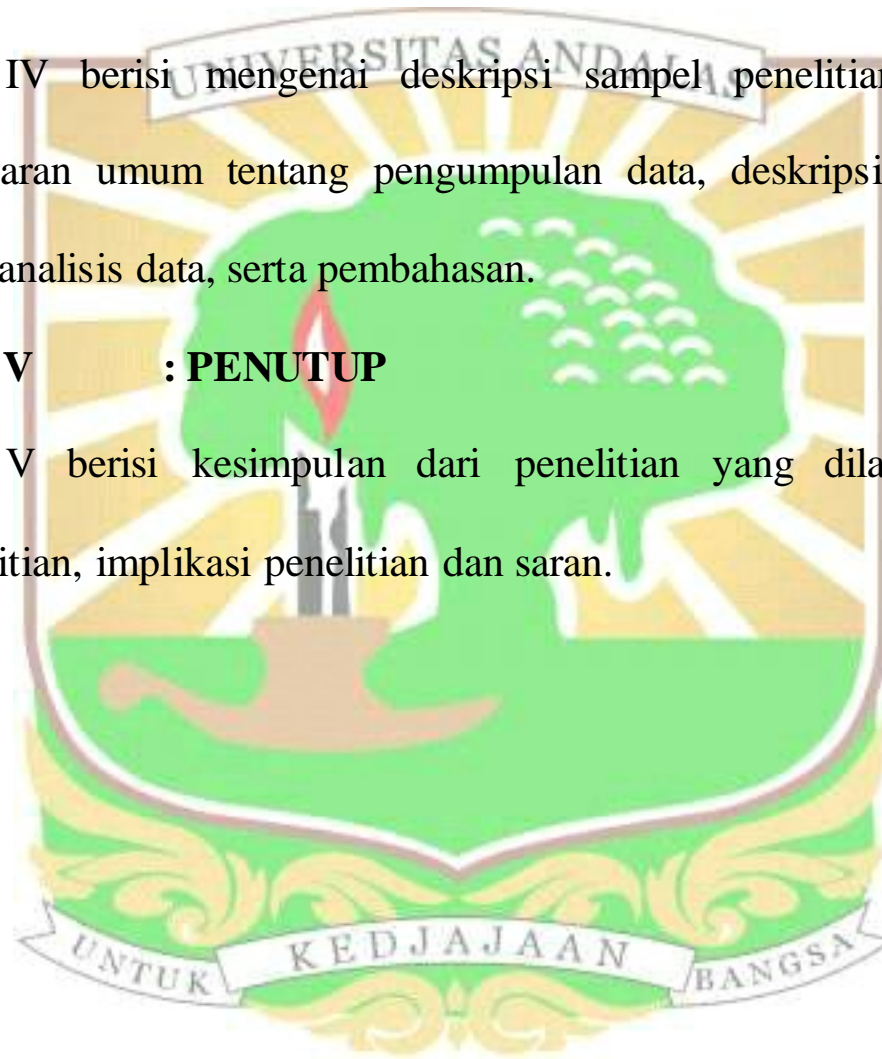 UNIVERSITAS ANDALAS
IV berisi mengenai deskripsi sampel penelitian
aran umum tentang pengumpulan data, deskripsi
analisis data, serta pembahasan.
V : PENUTUP
V berisi kesimpulan dari penelitian yang dila
itian, implikasi penelitian dan saran.
UNTUK KEDJAJAAN BANGSA